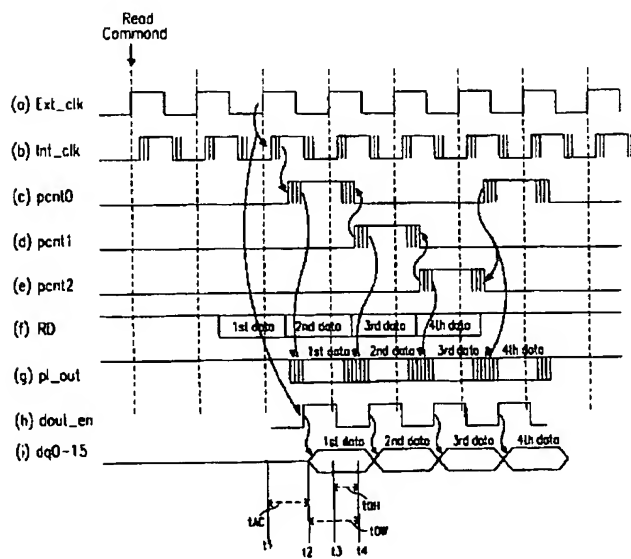 Read
Command
(a) Ext_clk
(b) Int_clk
(c) pcnt0
(d) pcnt1
(e) pcnt2
(f) RD
1st data 2nd data 3rd data 4th data
1st data 2nd data 3rd data 4th data
(g) pl_out
(h) dout_en
1st data 2nd data 3rd data 4th data
(i) dq0-15
tAC tOH
tOW
t1 t2 t3 t4